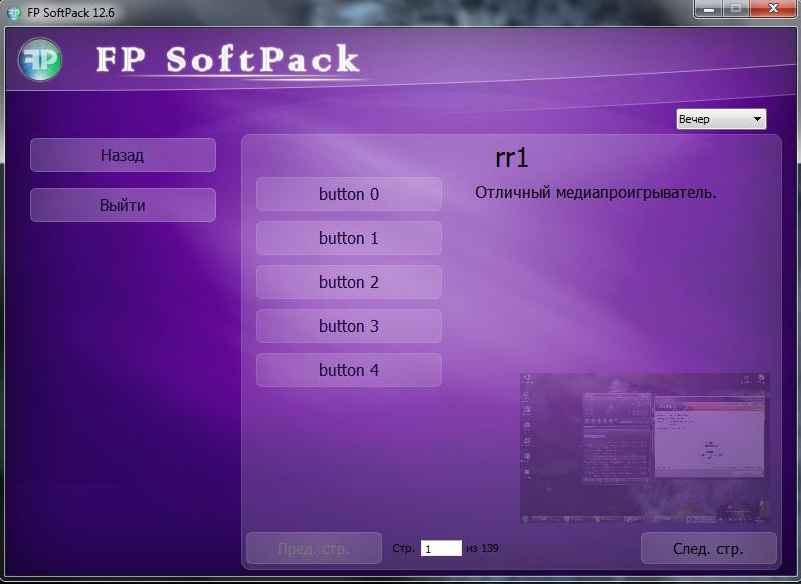 FP SoftPack 12.6
FP
FP SoftPack
Вечер
Назад
Выйти
rr1
Отличный медиапроигрыватель.
button 0
button 1
button 2
button 3
button 4
Пред. стр.
Стр. 1 из 139
След. стр.